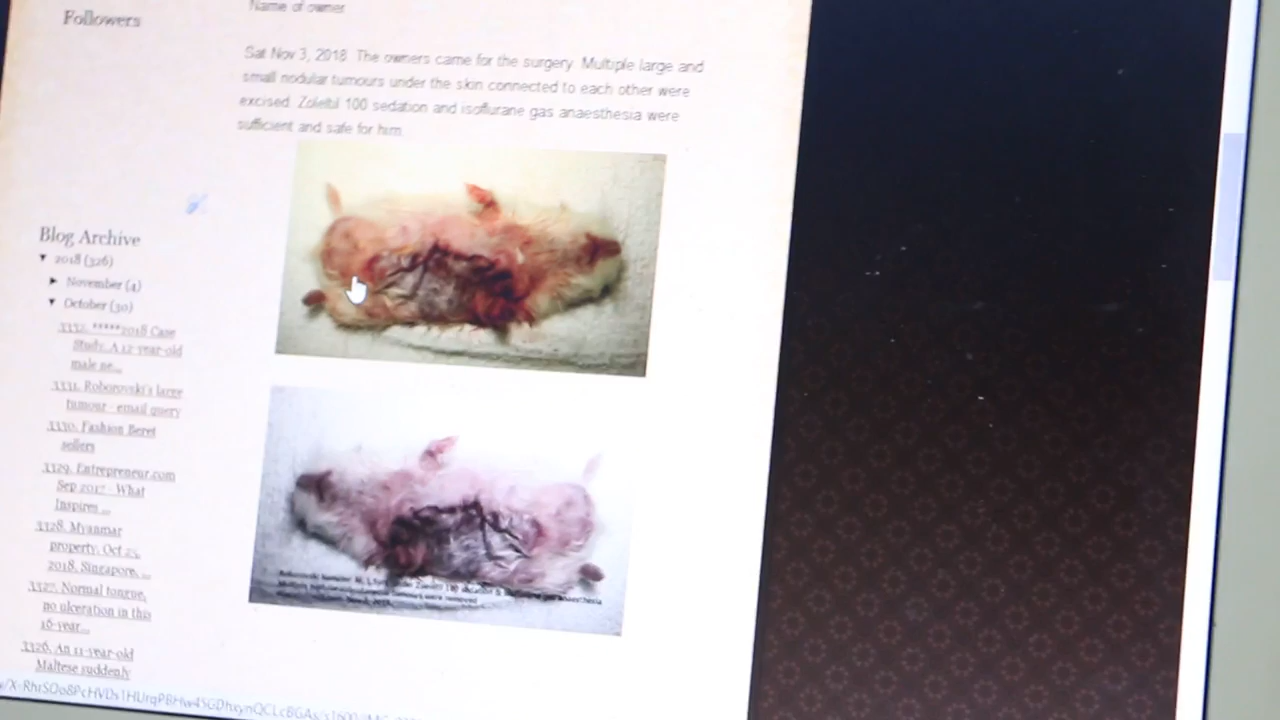 Followers
Name of owner
Sat Nov 3, 2018. The owners came for the surgery. Multiple large and
small nodular tumours under the skin connected to each other were
excised. Zoletil 100 sedation and isoflurane gas anaesthesia were
sufficient and safe for him.
Blog Archive
▼ 2018 (326)
► November (4)
▼ October (30)
3332. *****2018 Case
Study. A 12-year-old
male ne...
3331. Roborovski's large
tumour - email query
3330. Fashion Beret
sellers
3329. Entrepreneur.com
Sep 2017 - What
Inspires ...
3328. Myanmar
property, Oct 25,
2018, Singapore, ...
3327. Normal tongue,
no ulceration in this
16-year...
3326. An 11-year-old
Maltese suddenly
Roborovski hamster, M,
were removed